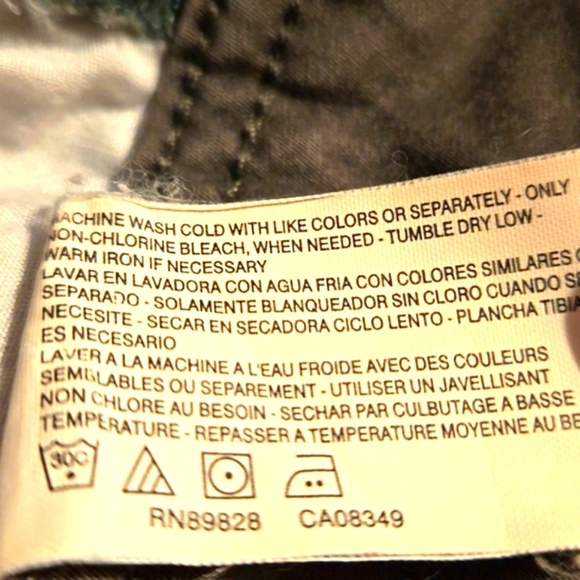 MACHINE WASH COLD WITH LIKE COLORS OR SEPARATELY - ONLY
NON-CHLORINE BLEACH, WHEN NEEDED - TUMBLE DRY LOW -
WARM IRON IF NECESSARY
LAVAR EN LAVADORA CON AGUA FRIA CON COLORES SIMILARES
SEPARADO - SOLAMENTE BLANQUEADOR SIN CLORO CUANDO
NECESITE - SECAR EN SECADORA CICLO LENTO - PLANCHA TIBIA
ES NECESARIO
LAVER A LA MACHINE A L'EAU FROIDE AVEC DES COULEURS
SEMBLABLES OU SEPAREMENT - UTILISER UN JAVELLISANT
NON CHLORE AU BESOIN - SECHAR PAR CULBUTAGE A BASSE
TEMPERATURE - REPASSER A TEMPERATURE MOYENNE AU
30C
RN89828 CA08349